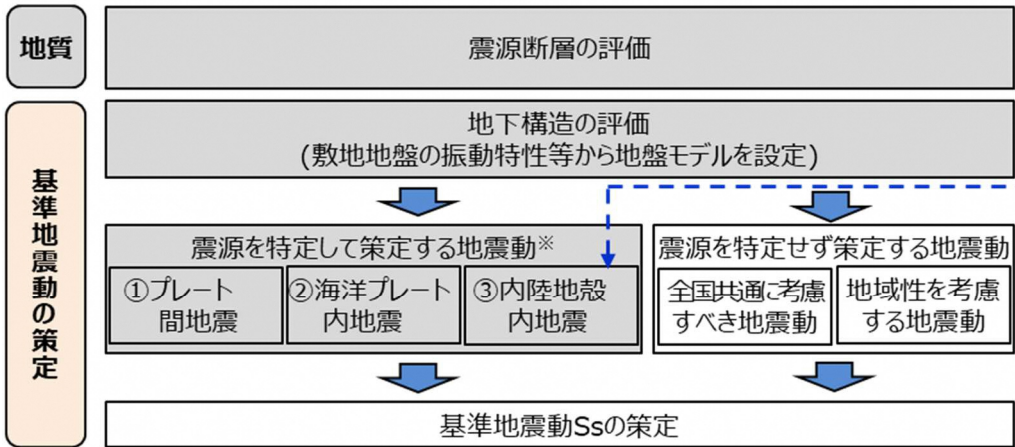 地質
震源断層の評価
基準地震動の策定
地下構造の評価
(敷地地盤の振動特性等から地盤モデルを設定)
震源を特定して策定する地震動※
①プレート
間地震
②海洋プレート
内地震
③内陸地殻
内地震
震源を特定せず策定する地震動
全国共通に考慮
すべき地震動
地域性を考慮
する地震動
基準地震動Ssの策定